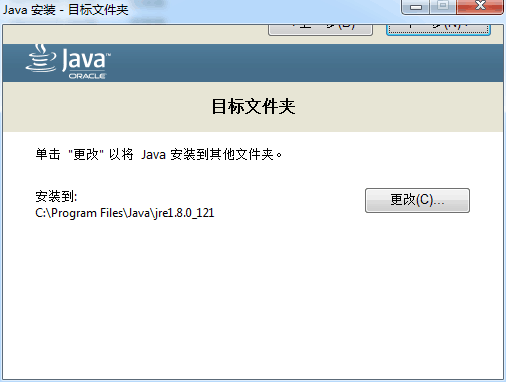 Java 安装 - 目标文件夹
Java™
ORACLE
目标文件夹
单击 "更改" 以将 Java 安装到其他文件夹。
安装到:
更改(C)...
C:\Program Files\Java\jre1.8.0_121